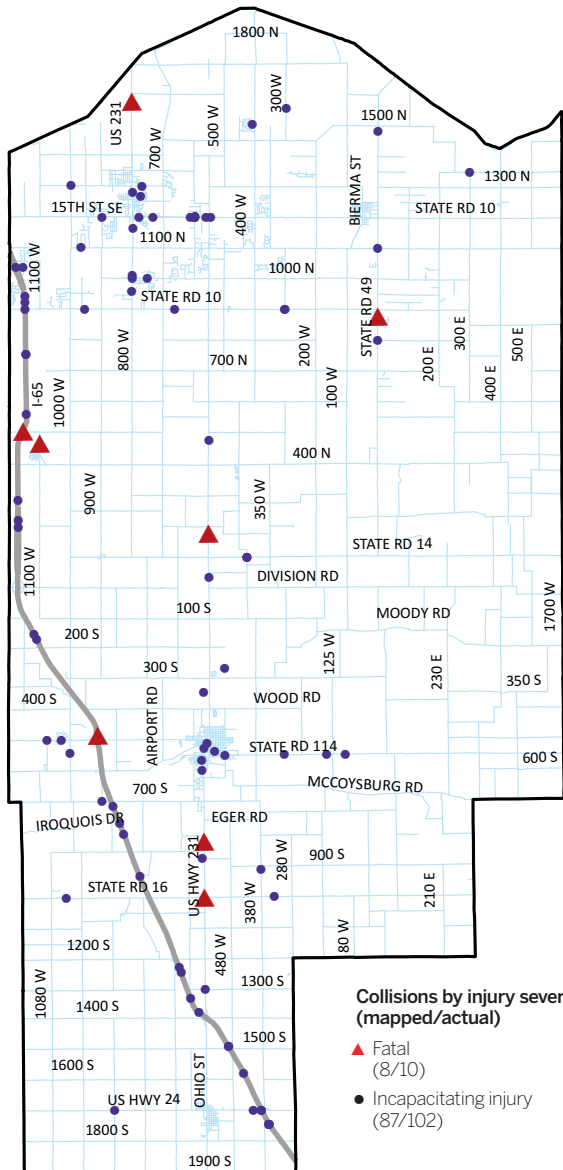 1800 N
US 231
300 W
500 W
1500 N
700 W
BIERMA ST
1300 N
15TH ST SE
400 W
STATE RD 10
1100 N
1100 W
1000 N
STATE RD 10
STATE RD 49
800 W
200 W
300 E
500 E
700 N
200 E
400 E
100 W
I-65
1000 W
400 N
900 W
350 W
STATE RD 14
1100 W
DIVISION RD
100 S
MOODY RD
1700 W
200 S
125 W
300 S
230 E
350 S
400 S
AIRPORT RD
WOOD RD
STATE RD 114
600 S
700 S
MCCOYSBURG RD
IROQUOIS DR
EGER RD
900 S
280 W
US HWY 231
STATE RD 16
380 W
210 E
1200 S
480 W
80 W
1080 W
1300 S
1400 S
1500 S
1600 S
OHIO ST
US HWY 24
1800 S
1900 S
Collisions by injury sever
(mapped/actual)
Fatal
(8/10)
Incapacitating injury
(87/102)